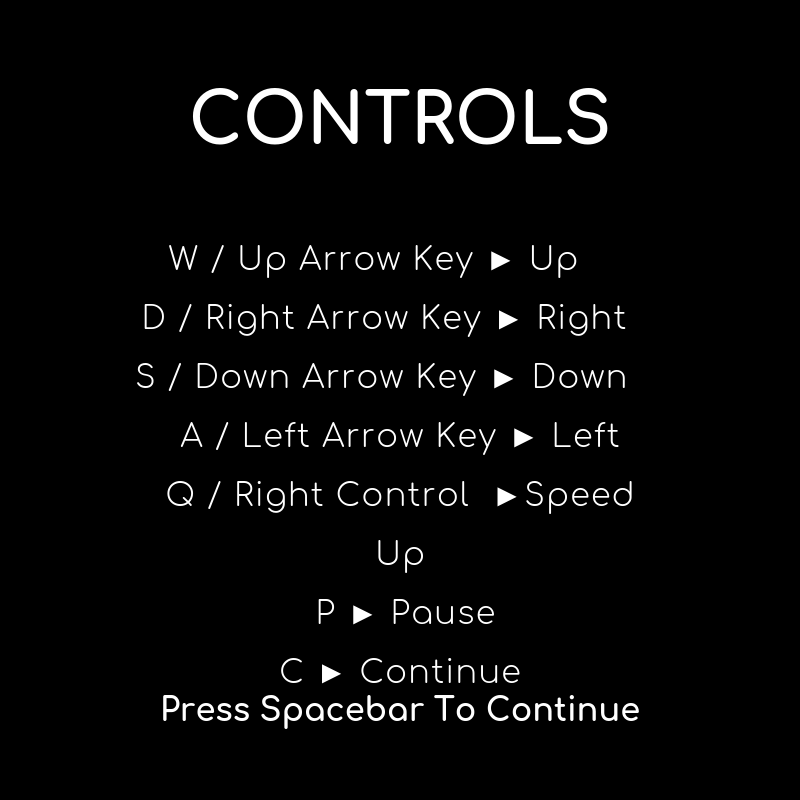 CONTROLS
W / Up Arrow Key ► Up
D / Right Arrow Key ► Right
S / Down Arrow Key ► Down
A / Left Arrow Key ► Left
Q / Right Control ►Speed
Up
P ► Pause
C ► Continue
Press Spacebar To Continue